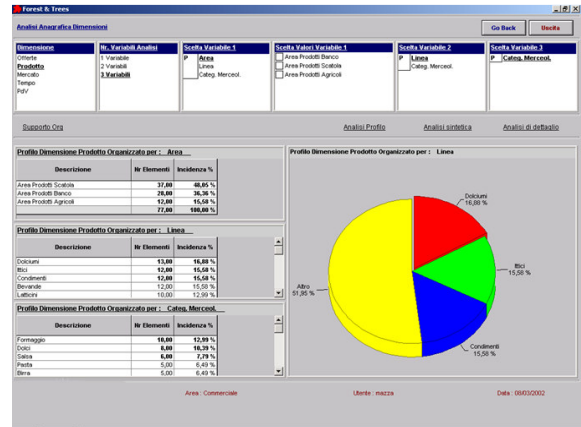 Forest & Trees
Analisi Anagrafica Dimensioni
Go Back Uscita
Dimensione
Offerte
Prodotto
Mercato
Tempo
PdV
Nr. Variabili Analisi
1 Variabile
2 Variabili
3 Variabili
Scelta Variabile 1
P Area
Linea
Categ. Merceol.
Scelta Valori Variabile 1
Area Prodotti Banco
Area Prodotti Scatola
Area Prodotti Agricoli
Scelta Variabile 2
P Linea
Categ. Merceol.
Scelta Variabile 3
P Categ. Merceol.
Supporto Org Analisi Profilo Analisi sintetica Analisi di dettaglio
Profilo Dimensione Prodotto Organizzato per : Area
Descrizione Nr Elementi Incidenza %
Area Prodotti Scatola 37,00 48,05 %
Area Prodotti Banco 28,00 36,36 %
Area Prodotti Agricoli 12,00 15,58 %
77,00 100,00 %
Profilo Dimensione Prodotto Organizzato per : Linea
Descrizione Nr Elementi Incidenza %
Dolciumi 13,00 16,88 %
Ittici 12,00 15,58 %
Condimenti 12,00 15,58 %
Bevande 12,00 15,58 %
Latticini 10,00 12,99 %
Profilo Dimensione Prodotto Organizzato per : Categ. Merceol.
Descrizione Nr Elementi Incidenza %
Formaggio 10,00 12,99 %
Dolci 8,00 10,39 %
Salsa 6,00 7,79 %
Pasta 5,00 6,49 %
Birra 5,00 6,49 %
Profilo Dimensione Prodotto Organizzato per : Linea
Dolciumi
16,88 %
Ittici
15,58 %
Altro
51,95 %
Condimenti
15,58 %
Area : Commerciale Utente : mazza Data : 08/03/2002